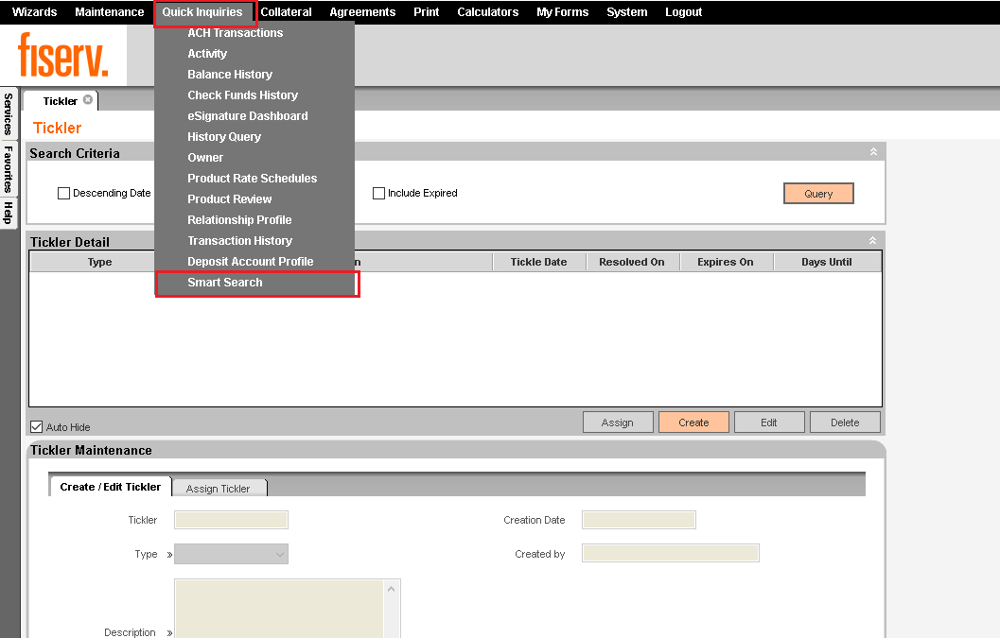 Wizards Maintenance Quick Inquiries Collateral Agreements Print Calculators My Forms System Logout
fiserv.
ACH Transactions
Activity
Balance History
Check Funds History
eSignature Dashboard
History Query
Owner
Product Rate Schedules
Product Review
Relationship Profile
Transaction History
Deposit Account Profile
Smart Search
Services
Favorites
Help
Tickler
Tickler
Search Criteria
Descending Date Include Expired Query
Tickler Detail
Type n Tickle Date Resolved On Expires On Days Until
Auto Hide Assign Create Edit Delete
Tickler Maintenance
Create / Edit Tickler Assign Tickler
Tickler Creation Date
Type » Created by
Description »